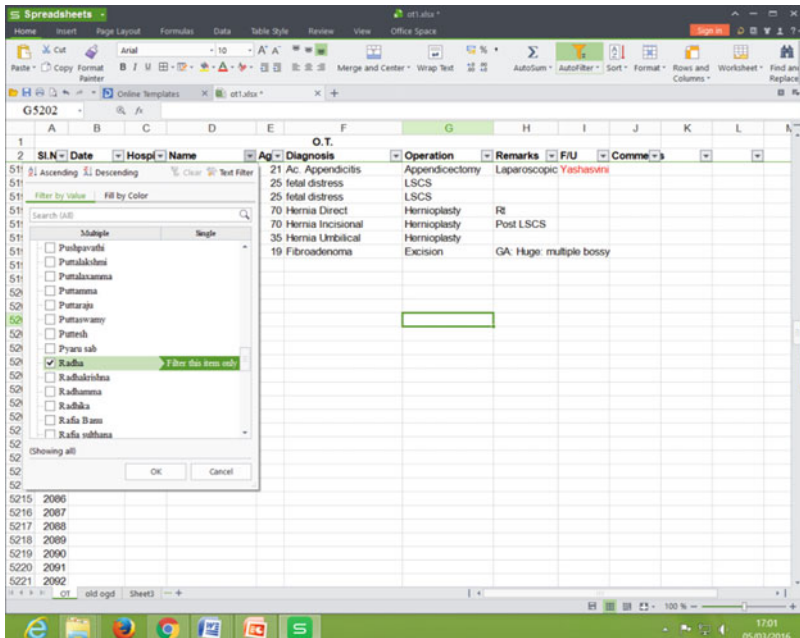 S Spreadsheets
ot1.xlsx *
Home Insert Page Layout Formulas Data Table Style Review View Office Space
Sign in
Paste Cut Copy Format Painter
Arial 10 A A
B I U A
Merge and Center Wrap Text
AutoSum AutoFilter Sort Format Rows and Columns Worksheet Find and Replace
Online Templates ot1.xlsx *
G5202 fx
A B C D E F G H I J K L
1 O.T.
2 Sl.N Date Hospi Name Ag Diagnosis Operation Remarks F/U Comme s
21 Ac. Appendicitis Appendicectomy Laparoscopic Yashasvini
25 fetal distress LSCS
25 fetal distress LSCS
70 Hernia Direct Hernioplasty Rt
70 Hernia Incisional Hernioplasty Post LSCS
35 Hernia Umbilical Hernioplasty
19 Fibroadenoma Excision GA: Huge: multiple bossy
Ascending Descending Clear Text Filter
Filter by Value Fill by Color
Search (All)
Multiple Single
Pushpavathi
Puttalakshmi
Puttalaxamma
Puttamma
Puttaraju
Puttaswamy
Puttesh
Pyaru sab
Radha Filter this item only
Radhakrishna
Radhamma
Radhika
Rafia Banu
Rafia sulthana
(Showing all)
OK Cancel
5215 2086
5216 2087
5217 2088
5218 2089
5219 2090
5220 2091
5221 2092
OT old ogd Sheet3
100 %
17:01
05/03/2016